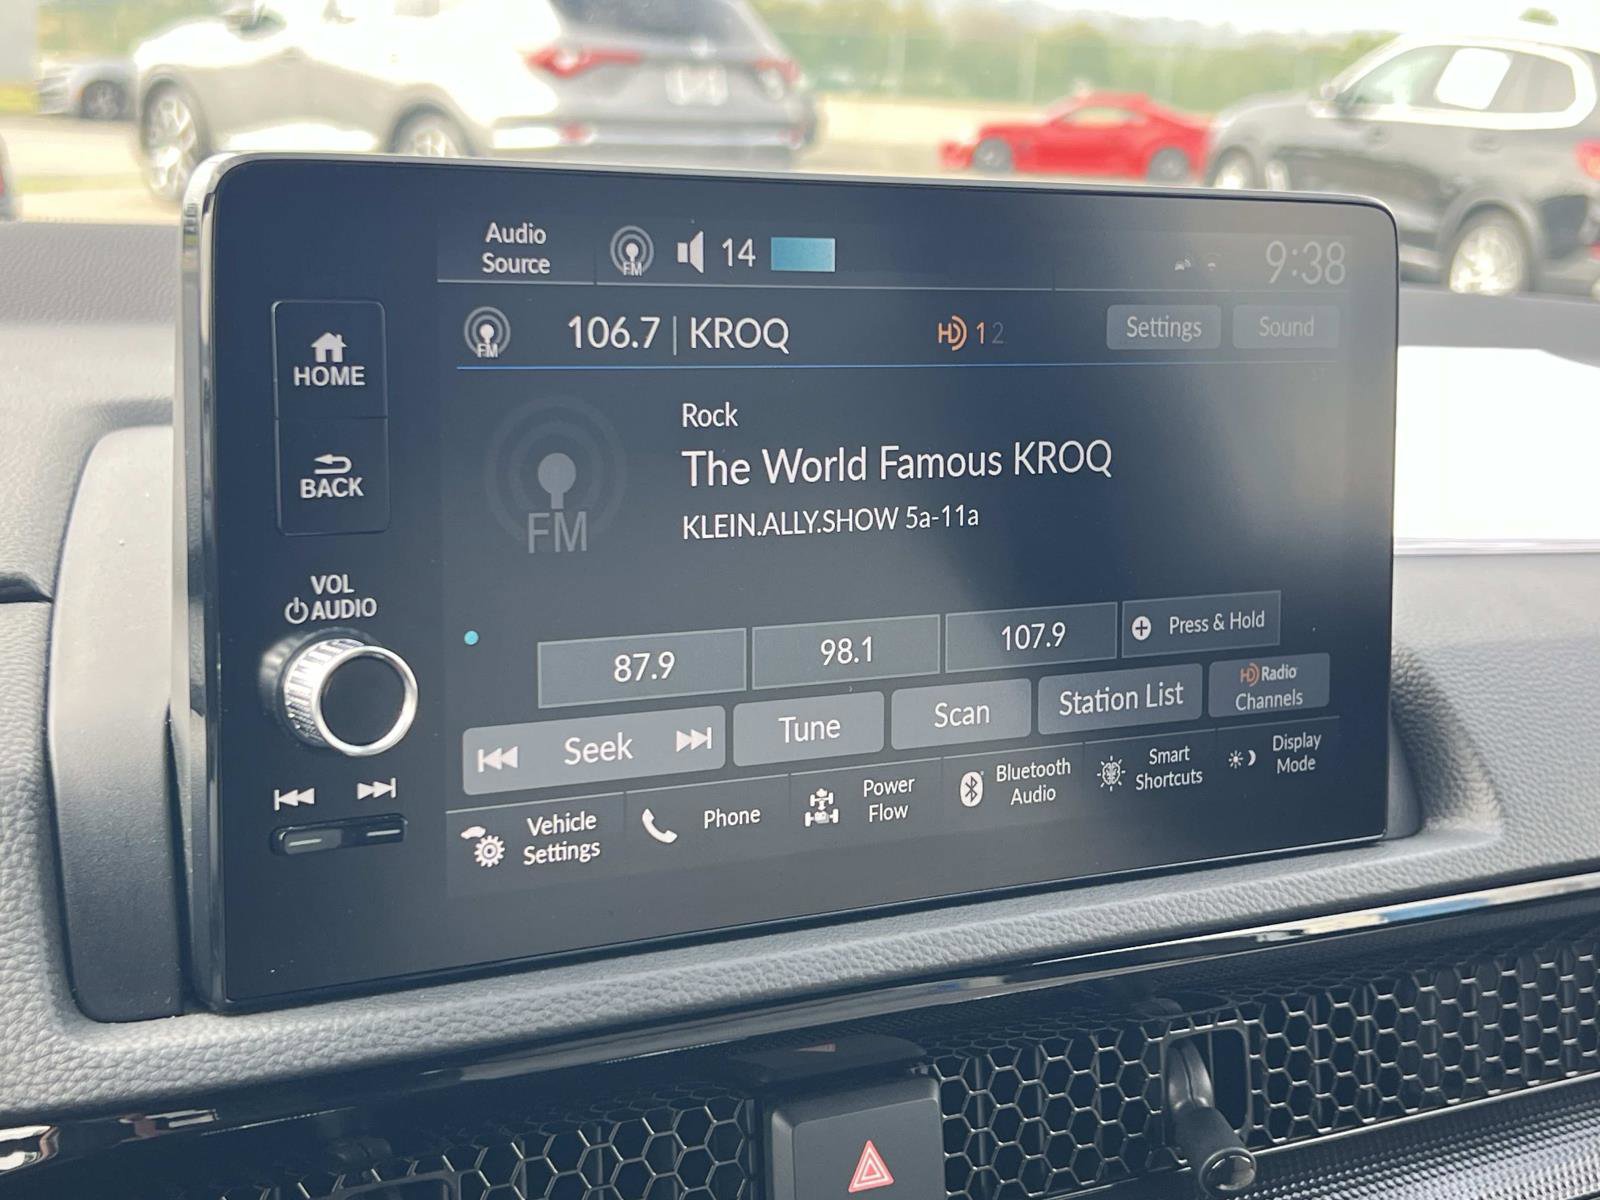 Audio
Source
FM
14
9:38
FM
106.7 | KROQ
HD 1 2
Settings
Sound
HOME
BACK
VOL
AUDIO
FM
Rock
The World Famous KROQ
KLEIN.ALLY.SHOW 5a-11a
87.9
98.1
107.9
Press & Hold
Seek
Tune
Scan
Station List
HD Radio
Channels
Vehicle
Settings
Phone
Power
Flow
Bluetooth
Audio
Smart
Shortcuts
Display
Mode